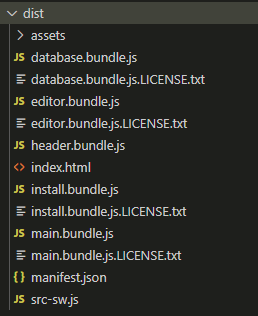 dist
assets
JS database.bundle.js
database.bundle.js.LICENSE.txt
JS editor.bundle.js
editor.bundle.js.LICENSE.txt
JS header.bundle.js
<> index.html
JS install.bundle.js
install.bundle.js.LICENSE.txt
JS main.bundle.js
main.bundle.js.LICENSE.txt
{} manifest.json
JS src-sw.js